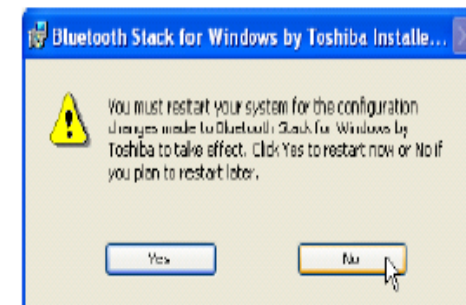 Bluetooth Stack for Windows by Toshiba Installe...
You must restart your system for the configuration
changes made to Bluetooth Stack for Windows by
Toshiba to take effect. Click Yes to restart now or No if
you plan to restart later.
Yes
No